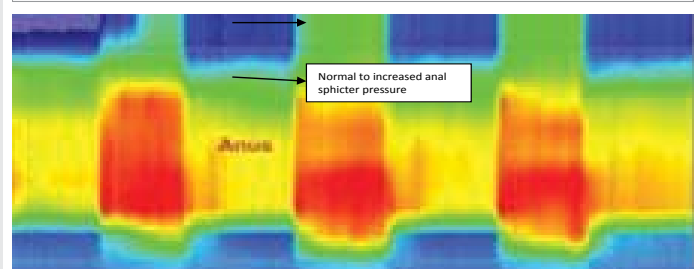 Normal to increased anal
sphicter pressure
Anus